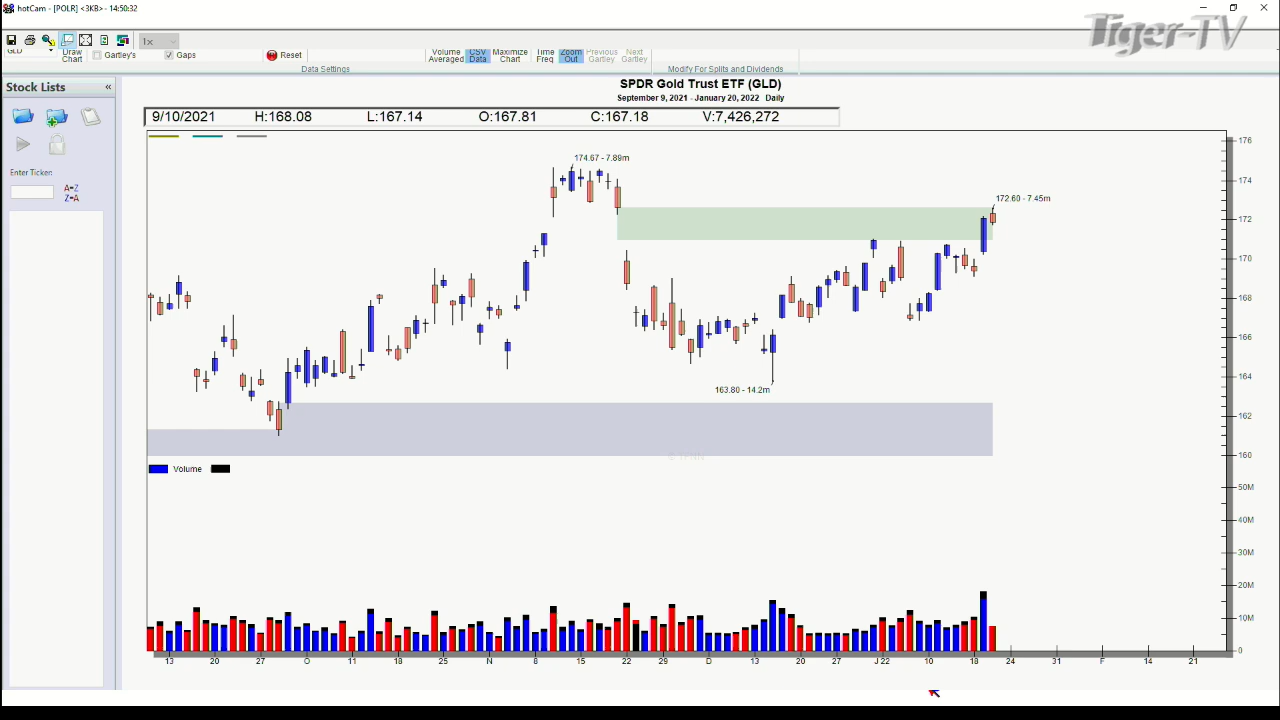 hotCam - [POLR] <3KB> - 14:50:32
Tiger-TV
1x
GLD
Draw
Chart
Gartley's
Gaps
Reset
Volume
Averaged
CSV
Data
Maximize
Chart
Time
Freq
Zoom
Out
Previous
Gartley
Next
Gartley
Data Settings
Modify For Splits and Dividends
Stock Lists «
SPDR Gold Trust ETF (GLD)
September 9, 2021 - January 20, 2022 Daily
9/10/2021 H:168.08 L:167.14 O:167.81 C:167.18 V:7,426,272
Enter Ticker:
A=Z
Z=A
174.67 - 7.89m
172.60 - 7.45m
163.80 - 14.2m
176
174
172
170
168
166
164
162
160
Volume
50M
40M
30M
20M
10M
0
13 20 27 O 11 18 25 N 8 15 22 29 D 13 20 27 J 22 10 18 24 31 F 14 21